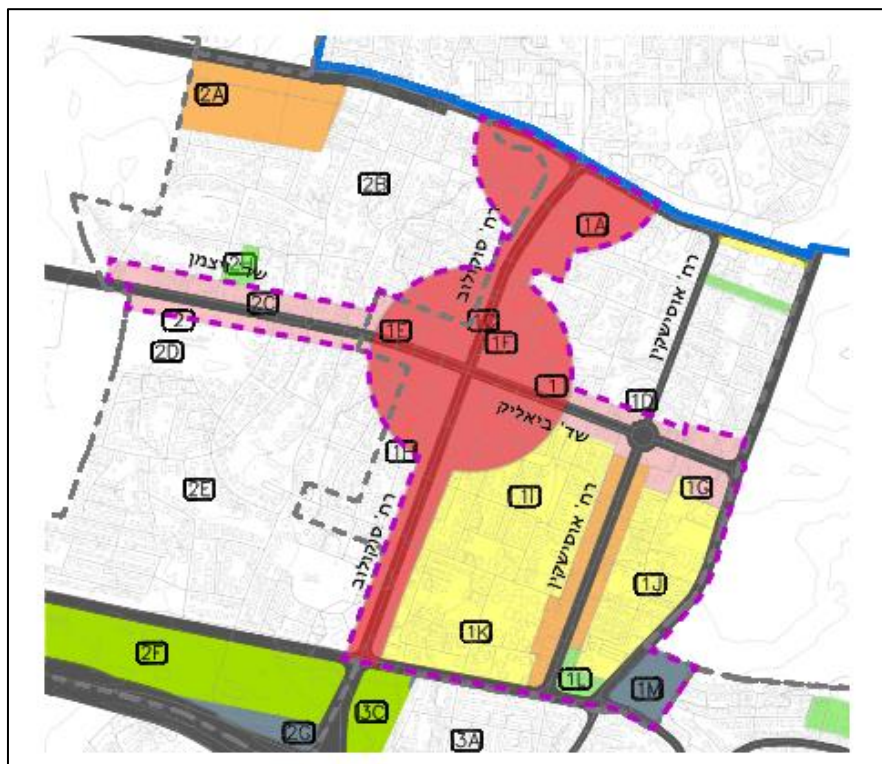 2A
2B
רח' סוקולוב
1A
רח' אוסישקין
שד' ויצמן
2C
2
2D
1E
1F
1
1D
שד' ביאליק
1H
1G
2E
1I
רח' סוקולוב
רח' אוסישקין
1J
1K
2F
1L
1M
3C
2G
3A